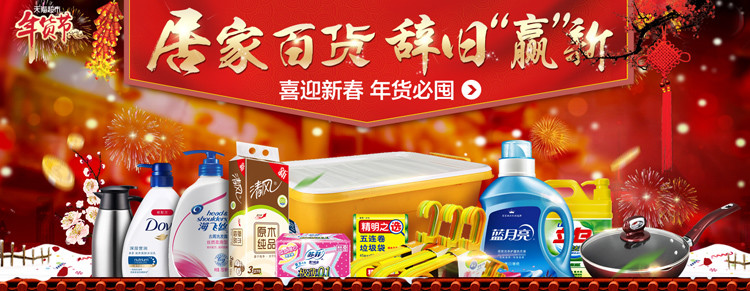 天猫超市
年货节
居家百货 辞旧“赢”新
喜迎新春 年货必囤
Dove
head &
shoulders
海飞丝
清风
新
原木
纯品
精明之选
五连卷
垃圾袋
蓝月亮
立白